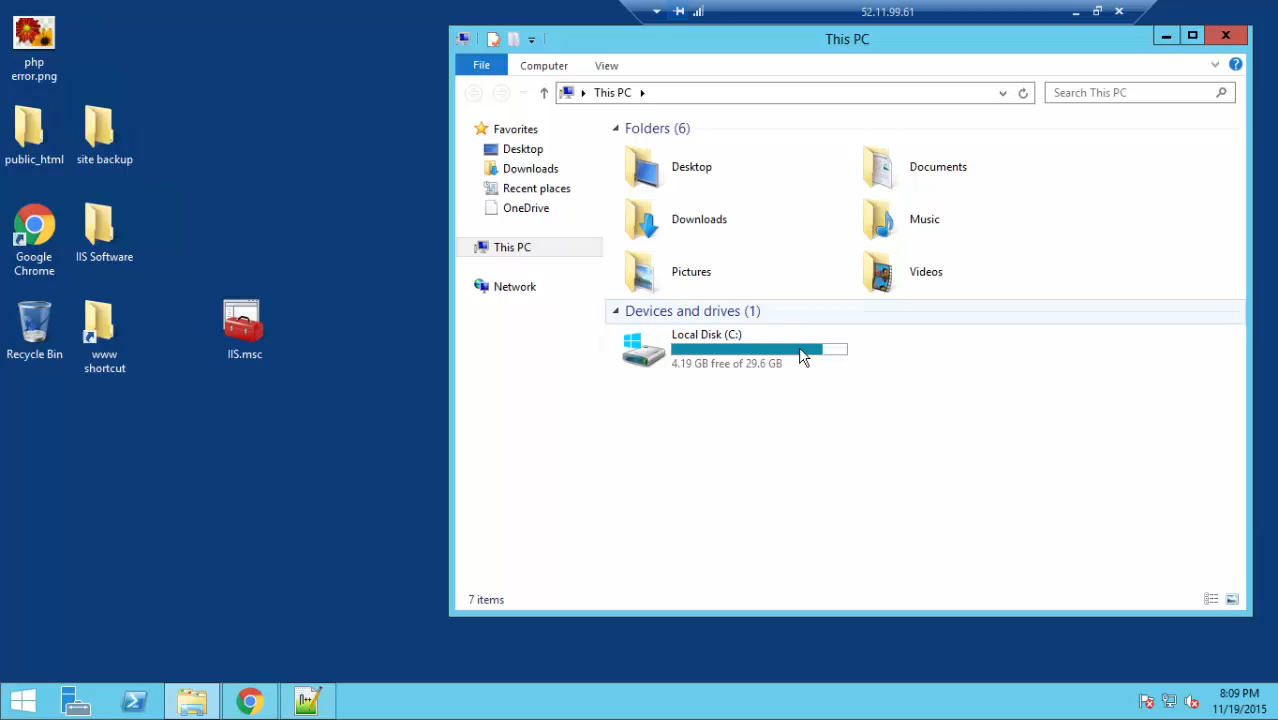 52.11.99.61
This PC
File
Computer
View
This PC
Search This PC
php
error.png
public_html
site backup
Google
Chrome
IIS Software
Recycle Bin
www
shortcut
IIS.msc
Favorites
Desktop
Downloads
Recent places
OneDrive
This PC
Network
Folders (6)
Desktop
Documents
Downloads
Music
Pictures
Videos
Devices and drives (1)
Local Disk (C:)
4.19 GB free of 29.6 GB
7 items
8:09 PM
11/19/2015